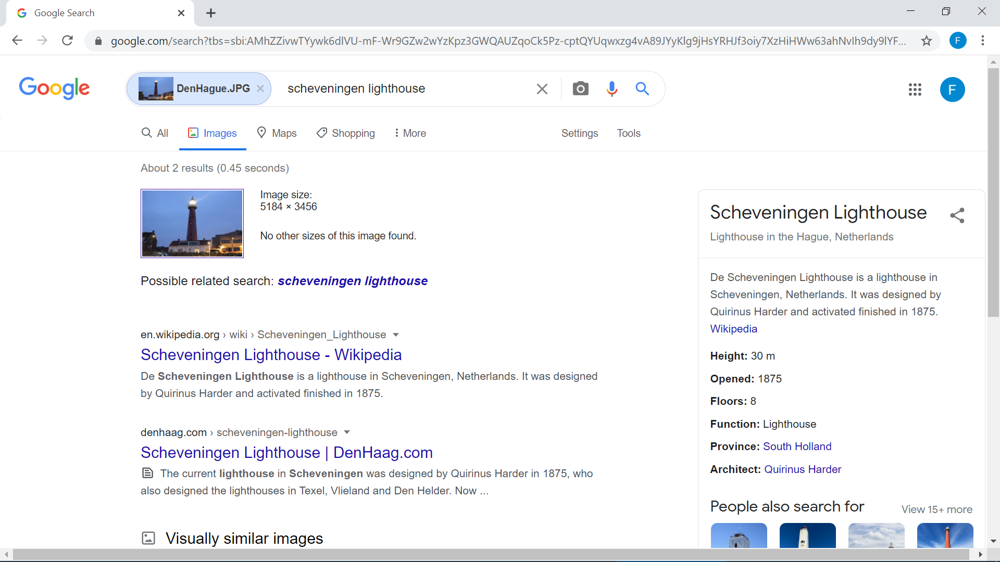 Google Search
google.com/search?tbs=sbi:AMhZZivwTYywk6dlVU-mF-Wr9GZw2wYzKpz3GWQAUZqoCk5Pz-cptQYUqwxzg4vA89JYyKlg9jHsYRHJf3oiy7XzHiHWw63ahNvIh9dy9lYF...
F
Google
DenHague.JPG
scheveningen lighthouse
F
All
Images
Maps
Shopping
More
Settings
Tools
About 2 results (0.45 seconds)
Image size:
5184 × 3456
No other sizes of this image found.
Possible related search: scheveningen lighthouse
en.wikipedia.org › wiki › Scheveningen_Lighthouse
Scheveningen Lighthouse - Wikipedia
De Scheveningen Lighthouse is a lighthouse in Scheveningen, Netherlands. It was designed
by Quirinus Harder and activated finished in 1875.
denhaag.com › scheveningen-lighthouse
Scheveningen Lighthouse | DenHaag.com
The current lighthouse in Scheveningen was designed by Quirinus Harder in 1875, who
also designed the lighthouses in Texel, Vlieland and Den Helder. Now ...
Visually similar images
Scheveningen Lighthouse
Lighthouse in the Hague, Netherlands
De Scheveningen Lighthouse is a lighthouse in
Scheveningen, Netherlands. It was designed by
Quirinus Harder and activated finished in 1875.
Wikipedia
Height: 30 m
Opened: 1875
Floors: 8
Function: Lighthouse
Province: South Holland
Architect: Quirinus Harder
People also search for
View 15+ more